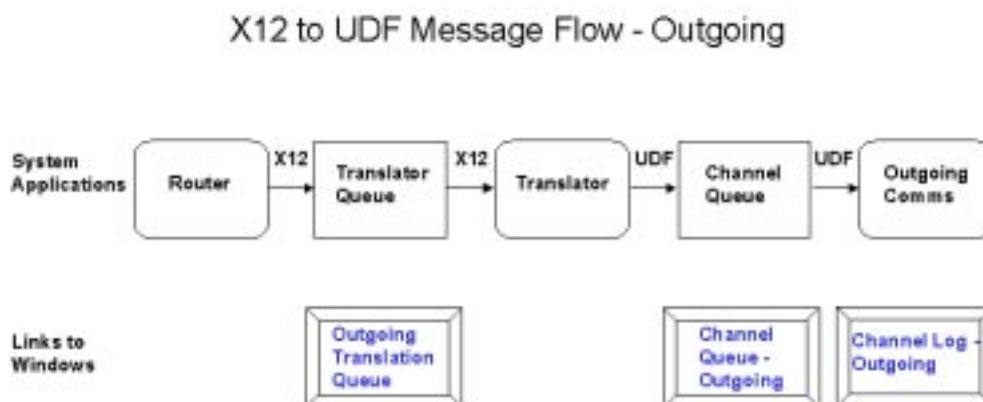 X12 to UDF Message Flow - Outgoing
System
Applications
Router
X12
Translator
Queue
X12
Translator
UDF
Channel
Queue
UDF
Outgoing
Comms
Links to
Windows
Outgoing
Translation
Queue
Channel
Queue -
Outgoing
Channel Log -
Outgoing